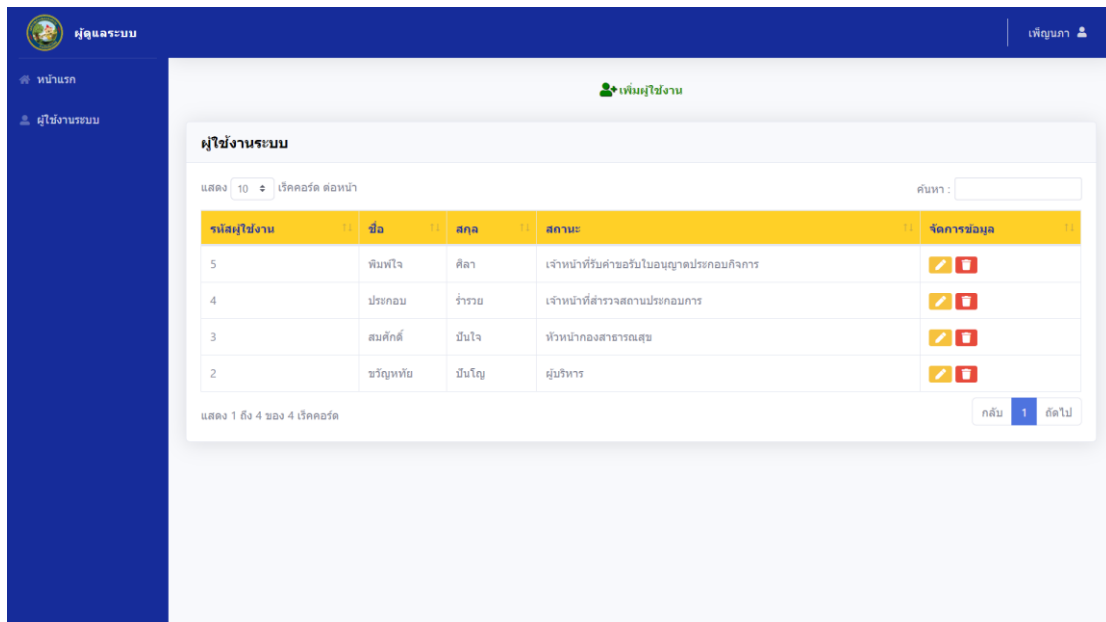 ผู้ดูแลระบบ
เพ็ญนภา
หน้าแรก
ผู้ใช้งานระบบ
เพิ่มผู้ใช้งาน
ผู้ใช้งานระบบ
แสดง 10 เร็คคอร์ด ต่อหน้า
ค้นหา :
รหัสผู้ใช้งาน ชื่อ สกุล สถานะ จัดการข้อมูล
5 พิมพ์ใจ ศิลา เจ้าหน้าที่รับคำขอรับใบอนุญาตประกอบกิจการ
4 ประกอบ ร่ำรวย เจ้าหน้าที่สำรวจสถานประกอบการ
3 สมศักดิ์ ปันใจ หัวหน้ากองสาธารณสุข
2 ขวัญหทัย ปันโญ ผู้บริหาร
แสดง 1 ถึง 4 ของ 4 เร็คคอร์ด
กลับ 1 ถัดไป